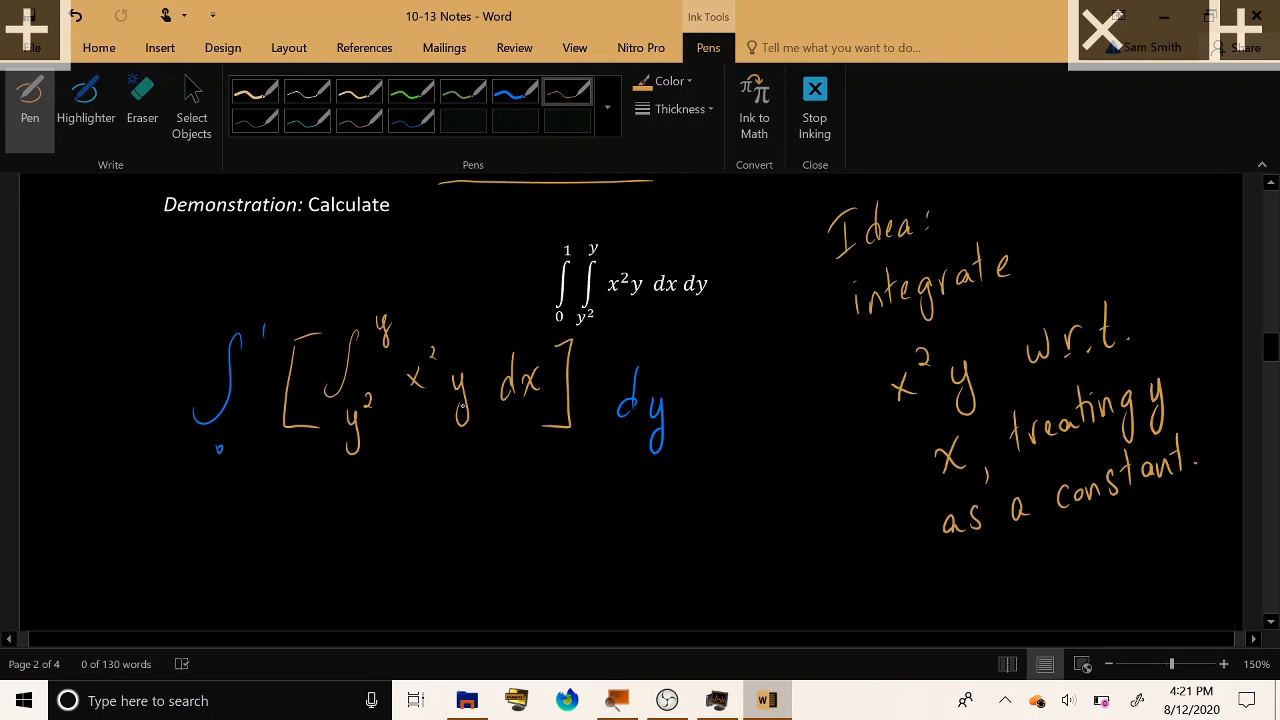 10-13 Notes - Word
Ink Tools
File Home Insert Design Layout References Mailings Review View Nitro Pro Pens Tell me what you want to do... Sam Smith Share
Pen Highlighter Eraser Select Objects
Color
Thickness
Ink to Math
Stop Inking
Write Pens Convert Close
Demonstration: Calculate
∫₀¹ ∫_{y²}^{y} x²y dx dy
∫₀¹ [ ∫_{y²}^{y} x² y dx ] dy
Idea:
integrate
x² y w.r.t.
x, treating y
as a constant.
Page 2 of 4 0 of 130 words 150%
Type here to search
4:21 PM
8/12/2020